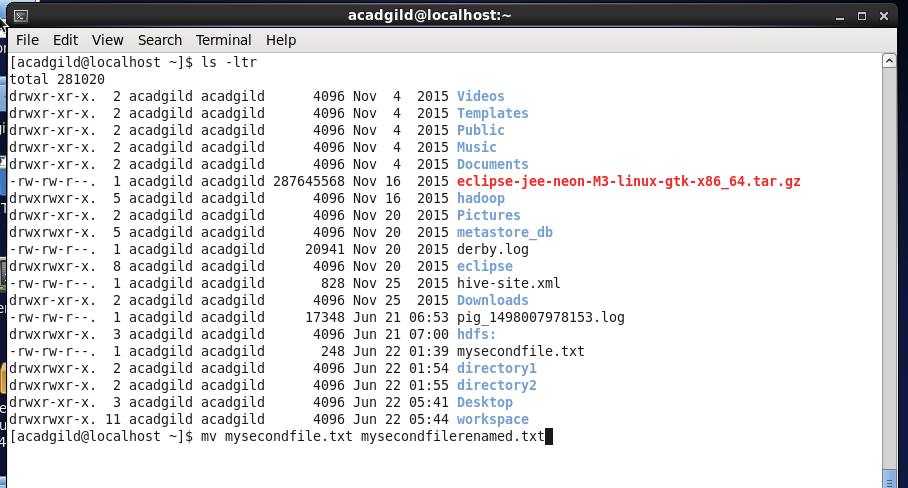 acadgild@localhost:~
File Edit View Search Terminal Help
[acadgild@localhost ~]$ ls -ltr
total 281020
drwxr-xr-x.  2 acadgild acadgild      4096 Nov  4  2015 Videos
drwxr-xr-x.  2 acadgild acadgild      4096 Nov  4  2015 Templates
drwxr-xr-x.  2 acadgild acadgild      4096 Nov  4  2015 Public
drwxr-xr-x.  2 acadgild acadgild      4096 Nov  4  2015 Music
drwxr-xr-x.  2 acadgild acadgild      4096 Nov  4  2015 Documents
-rw-rw-r--.  1 acadgild acadgild 287645568 Nov 16  2015 eclipse-jee-neon-M3-linux-gtk-x86_64.tar.gz
drwxrwxr-x.  5 acadgild acadgild      4096 Nov 16  2015 hadoop
drwxr-xr-x.  2 acadgild acadgild      4096 Nov 20  2015 Pictures
drwxrwxr-x.  5 acadgild acadgild      4096 Nov 20  2015 metastore_db
-rw-rw-r--.  1 acadgild acadgild     20941 Nov 20  2015 derby.log
drwxrwxr-x.  8 acadgild acadgild      4096 Nov 20  2015 eclipse
-rw-rw-r--.  1 acadgild acadgild       828 Nov 25  2015 hive-site.xml
drwxr-xr-x.  2 acadgild acadgild      4096 Nov 25  2015 Downloads
-rw-rw-r--.  1 acadgild acadgild     17348 Jun 21 06:53 pig_1498007978153.log
drwxrwxr-x.  3 acadgild acadgild      4096 Jun 21 07:00 hdfs:
-rw-rw-r--.  1 acadgild acadgild       248 Jun 22 01:39 mysecondfile.txt
drwxrwxr-x.  2 acadgild acadgild      4096 Jun 22 01:54 directory1
drwxrwxr-x.  2 acadgild acadgild      4096 Jun 22 01:55 directory2
drwxr-xr-x.  3 acadgild acadgild      4096 Jun 22 05:41 Desktop
drwxrwxr-x. 11 acadgild acadgild      4096 Jun 22 05:44 workspace
[acadgild@localhost ~]$ mv mysecondfile.txt mysecondfilerenamed.txt